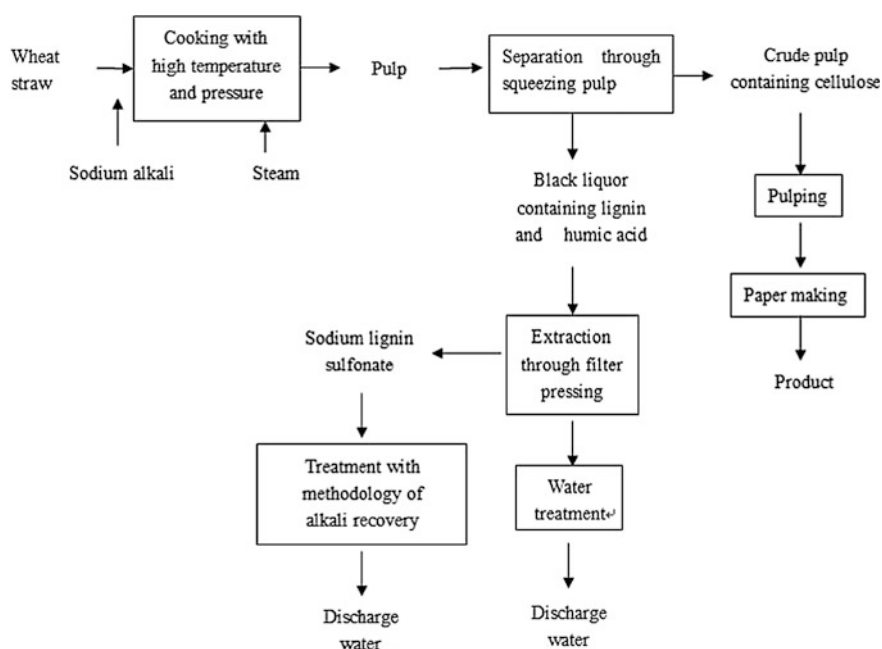 Wheat
straw
Cooking with
high temperature
and pressure
Pulp
Separation through
squeezing pulp
Crude pulp
containing cellulose
Sodium alkali
Steam
Black liquor
containing lignin
and humic acid
Pulping
Paper making
Product
Sodium lignin
sulfonate
Extraction
through filter
pressing
Treatment with
methodology of
alkali recovery
Water
treatment↵
Discharge
water
Discharge
water